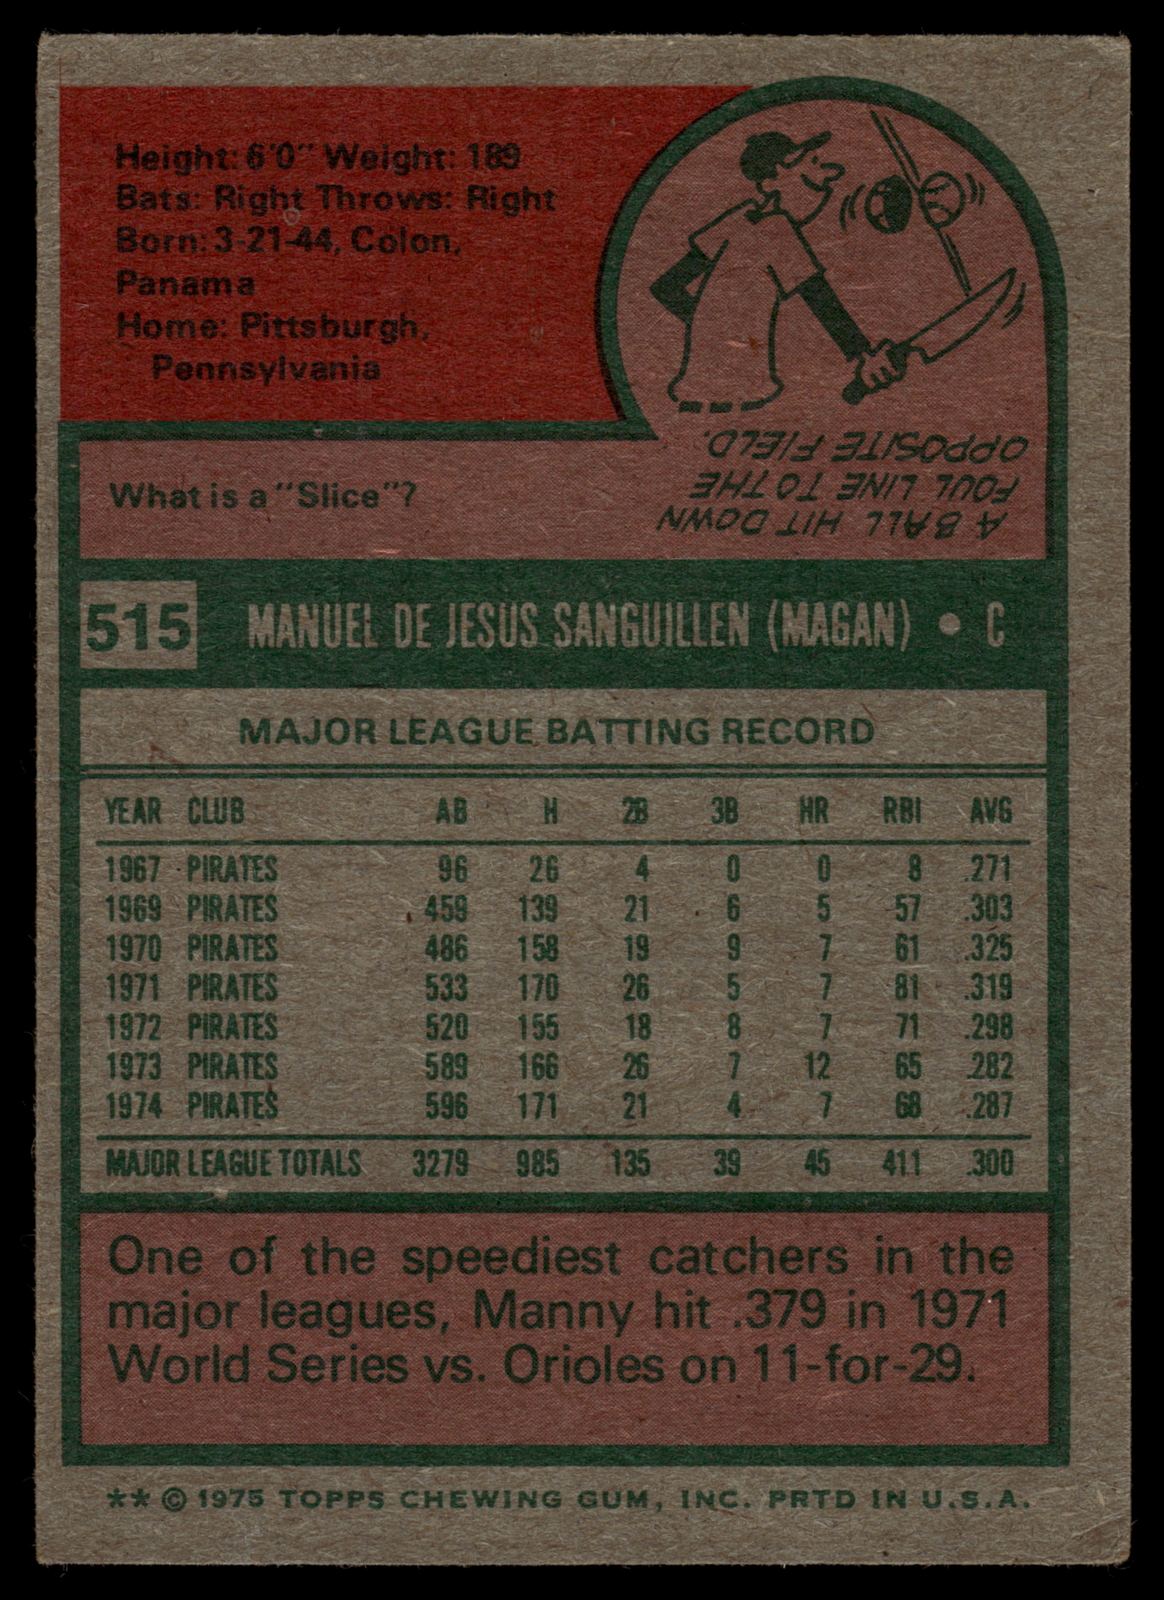 Height: 6'0" Weight: 189
Bats: Right Throws: Right
Born: 3-21-44, Colon,
Panama
Home: Pittsburgh,
Pennsylvania
What is a "Slice"?
A BALL HIT DOWN
FOUL LINE TO THE
OPPOSITE FIELD.
515 MANUEL DE JESUS SANGUILLEN (MAGAN) • C
MAJOR LEAGUE BATTING RECORD
YEAR CLUB AB H 2B 3B HR RBI AVG
1967 PIRATES 96 26 4 0 0 8 .271
1969 PIRATES 459 139 21 6 5 57 .303
1970 PIRATES 486 158 19 9 7 61 .325
1971 PIRATES 533 170 26 5 7 81 .319
1972 PIRATES 520 155 18 8 7 71 .298
1973 PIRATES 589 166 26 7 12 65 .282
1974 PIRATES 596 171 21 4 7 68 .287
MAJOR LEAGUE TOTALS 3279 985 135 39 45 411 .300
One of the speediest catchers in the
major leagues, Manny hit .379 in 1971
World Series vs. Orioles on 11-for-29.
** © 1975 TOPPS CHEWING GUM, INC. PRTD IN U.S.A.